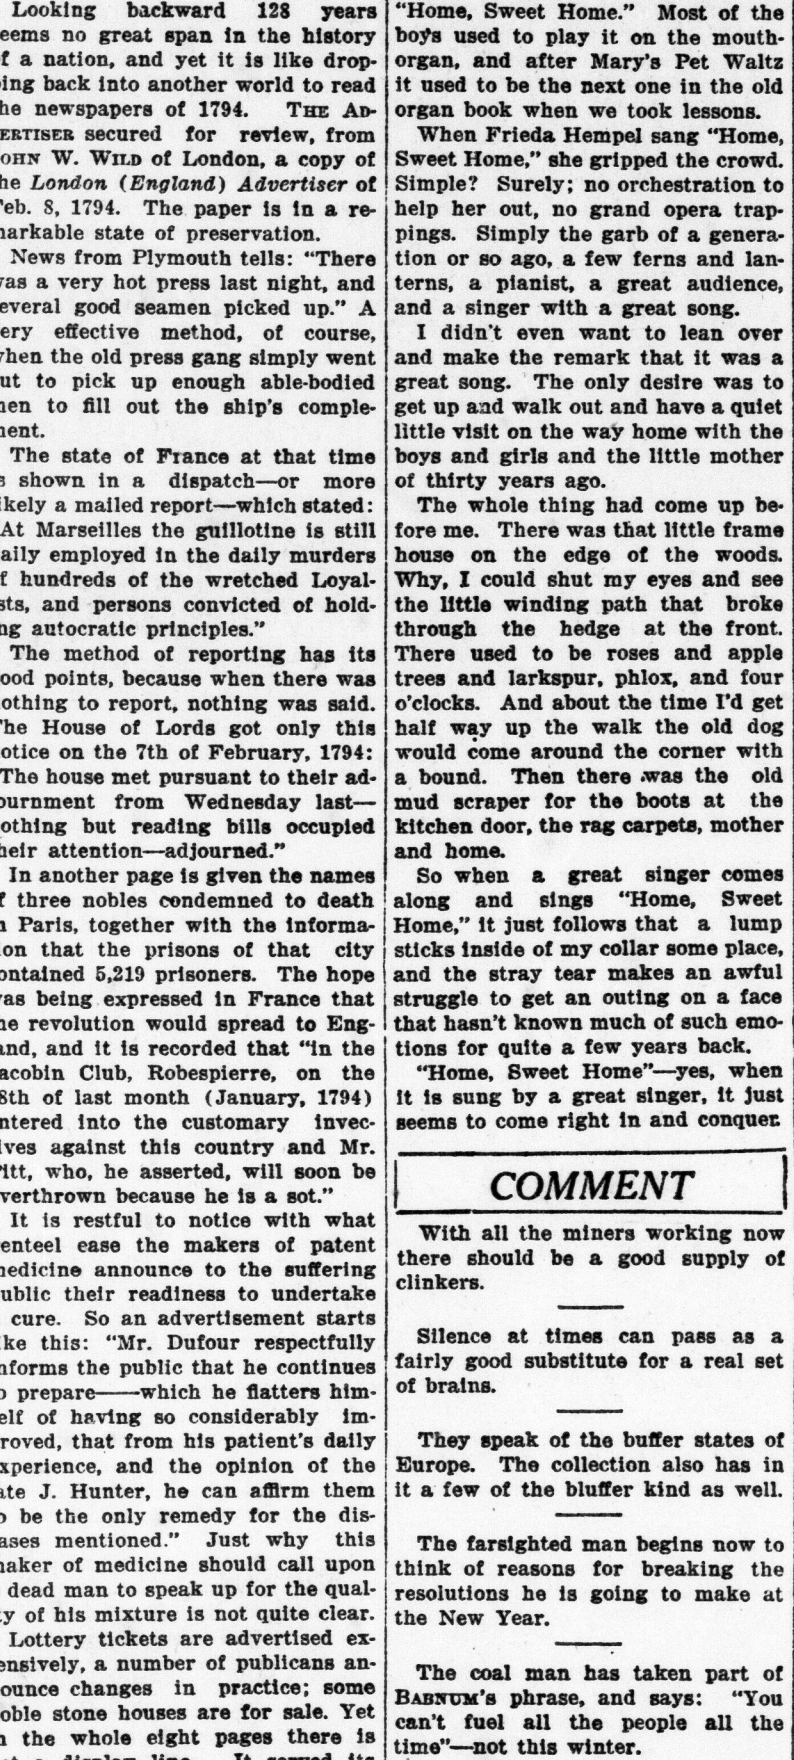 Looking backward 128 years
eems no great span in the history
f a nation, and yet it is like drop-
ing back into another world to read
he newspapers of 1794. THE AD-
ERTISER secured for review, from
OHN W. WILD of London, a copy of
he London (England) Advertiser of
eb. 8, 1794. The paper is in a re-
arkable state of preservation.
News from Plymouth tells: "There
as a very hot press last night, and
everal good seamen picked up." A
ery effective method, of course,
hen the old press gang simply went
ut to pick up enough able-bodied
en to fill out the ship's comple-
ent.
The state of France at that time
s shown in a dispatch—or more
ikely a mailed report—which stated:
At Marseilles the guillotine is still
aily employed in the daily murders
f hundreds of the wretched Loyal-
sts, and persons convicted of hold-
ng autocratic principles."
The method of reporting has its
ood points, because when there was
othing to report, nothing was said.
he House of Lords got only this
otice on the 7th of February, 1794:
The house met pursuant to their ad-
ournment from Wednesday last—
othing but reading bills occupied
heir attention—adjourned."
In another page is given the names
f three nobles condemned to death
n Paris, together with the informa-
ion that the prisons of that city
ontained 5,219 prisoners. The hope
as being expressed in France that
he revolution would spread to Eng-
and, and it is recorded that "in the
acobin Club, Robespierre, on the
8th of last month (January, 1794)
ntered into the customary invec-
ives against this country and Mr.
itt, who, he asserted, will soon be
verthrown because he is a sot."
It is restful to notice with what
enteel ease the makers of patent
edicine announce to the suffering
ublic their readiness to undertake
cure. So an advertisement starts
ike this: "Mr. Dufour respectfully
nforms the public that he continues
o prepare——which he flatters him-
elf of having so considerably im-
roved, that from his patient's daily
xperience, and the opinion of the
ate J. Hunter, he can affirm them
o be the only remedy for the dis-
ases mentioned." Just why this
aker of medicine should call upon
dead man to speak up for the qual-
ty of his mixture is not quite clear.
Lottery tickets are advertised ex-
ensively, a number of publicans an-
ounce changes in practice; some
oble stone houses are for sale. Yet
n the whole eight pages there is
a display line. It served its
"Home, Sweet Home." Most of the
boys used to play it on the mouth-
organ, and after Mary's Pet Waltz
it used to be the next one in the old
organ book when we took lessons.
When Frieda Hempel sang "Home,
Sweet Home," she gripped the crowd.
Simple? Surely; no orchestration to
help her out, no grand opera trap-
pings. Simply the garb of a genera-
tion or so ago, a few ferns and lan-
terns, a pianist, a great audience,
and a singer with a great song.
I didn't even want to lean over
and make the remark that it was a
great song. The only desire was to
get up and walk out and have a quiet
little visit on the way home with the
boys and girls and the little mother
of thirty years ago.
The whole thing had come up be-
fore me. There was that little frame
house on the edge of the woods.
Why, I could shut my eyes and see
the little winding path that broke
through the hedge at the front.
There used to be roses and apple
trees and larkspur, phlox, and four
o'clocks. And about the time I'd get
half way up the walk the old dog
would come around the corner with
a bound. Then there was the old
mud scraper for the boots at the
kitchen door, the rag carpets, mother
and home.
So when a great singer comes
along and sings "Home, Sweet
Home," it just follows that a lump
sticks inside of my collar some place,
and the stray tear makes an awful
struggle to get an outing on a face
that hasn't known much of such emo-
tions for quite a few years back.
"Home, Sweet Home"—yes, when
it is sung by a great singer, it just
seems to come right in and conquer.
COMMENT
With all the miners working now
there should be a good supply of
clinkers.
Silence at times can pass as a
fairly good substitute for a real set
of brains.
They speak of the buffer states of
Europe. The collection also has in
it a few of the bluffer kind as well.
The farsighted man begins now to
think of reasons for breaking the
resolutions he is going to make at
the New Year.
The coal man has taken part of
BABNUM'S phrase, and says: "You
can't fuel all the people all the
time"—not this winter.